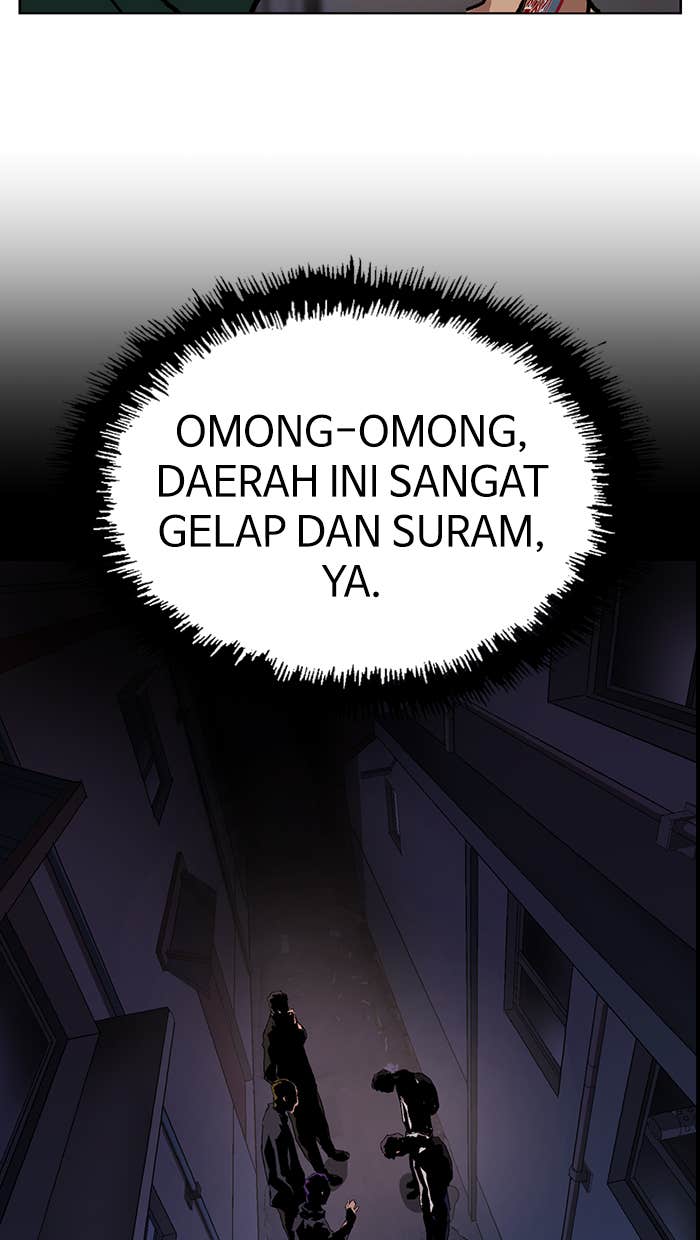 OMONG-OMONG,
DAERAH INI SANGAT
GELAP DAN SURAM,
YA.